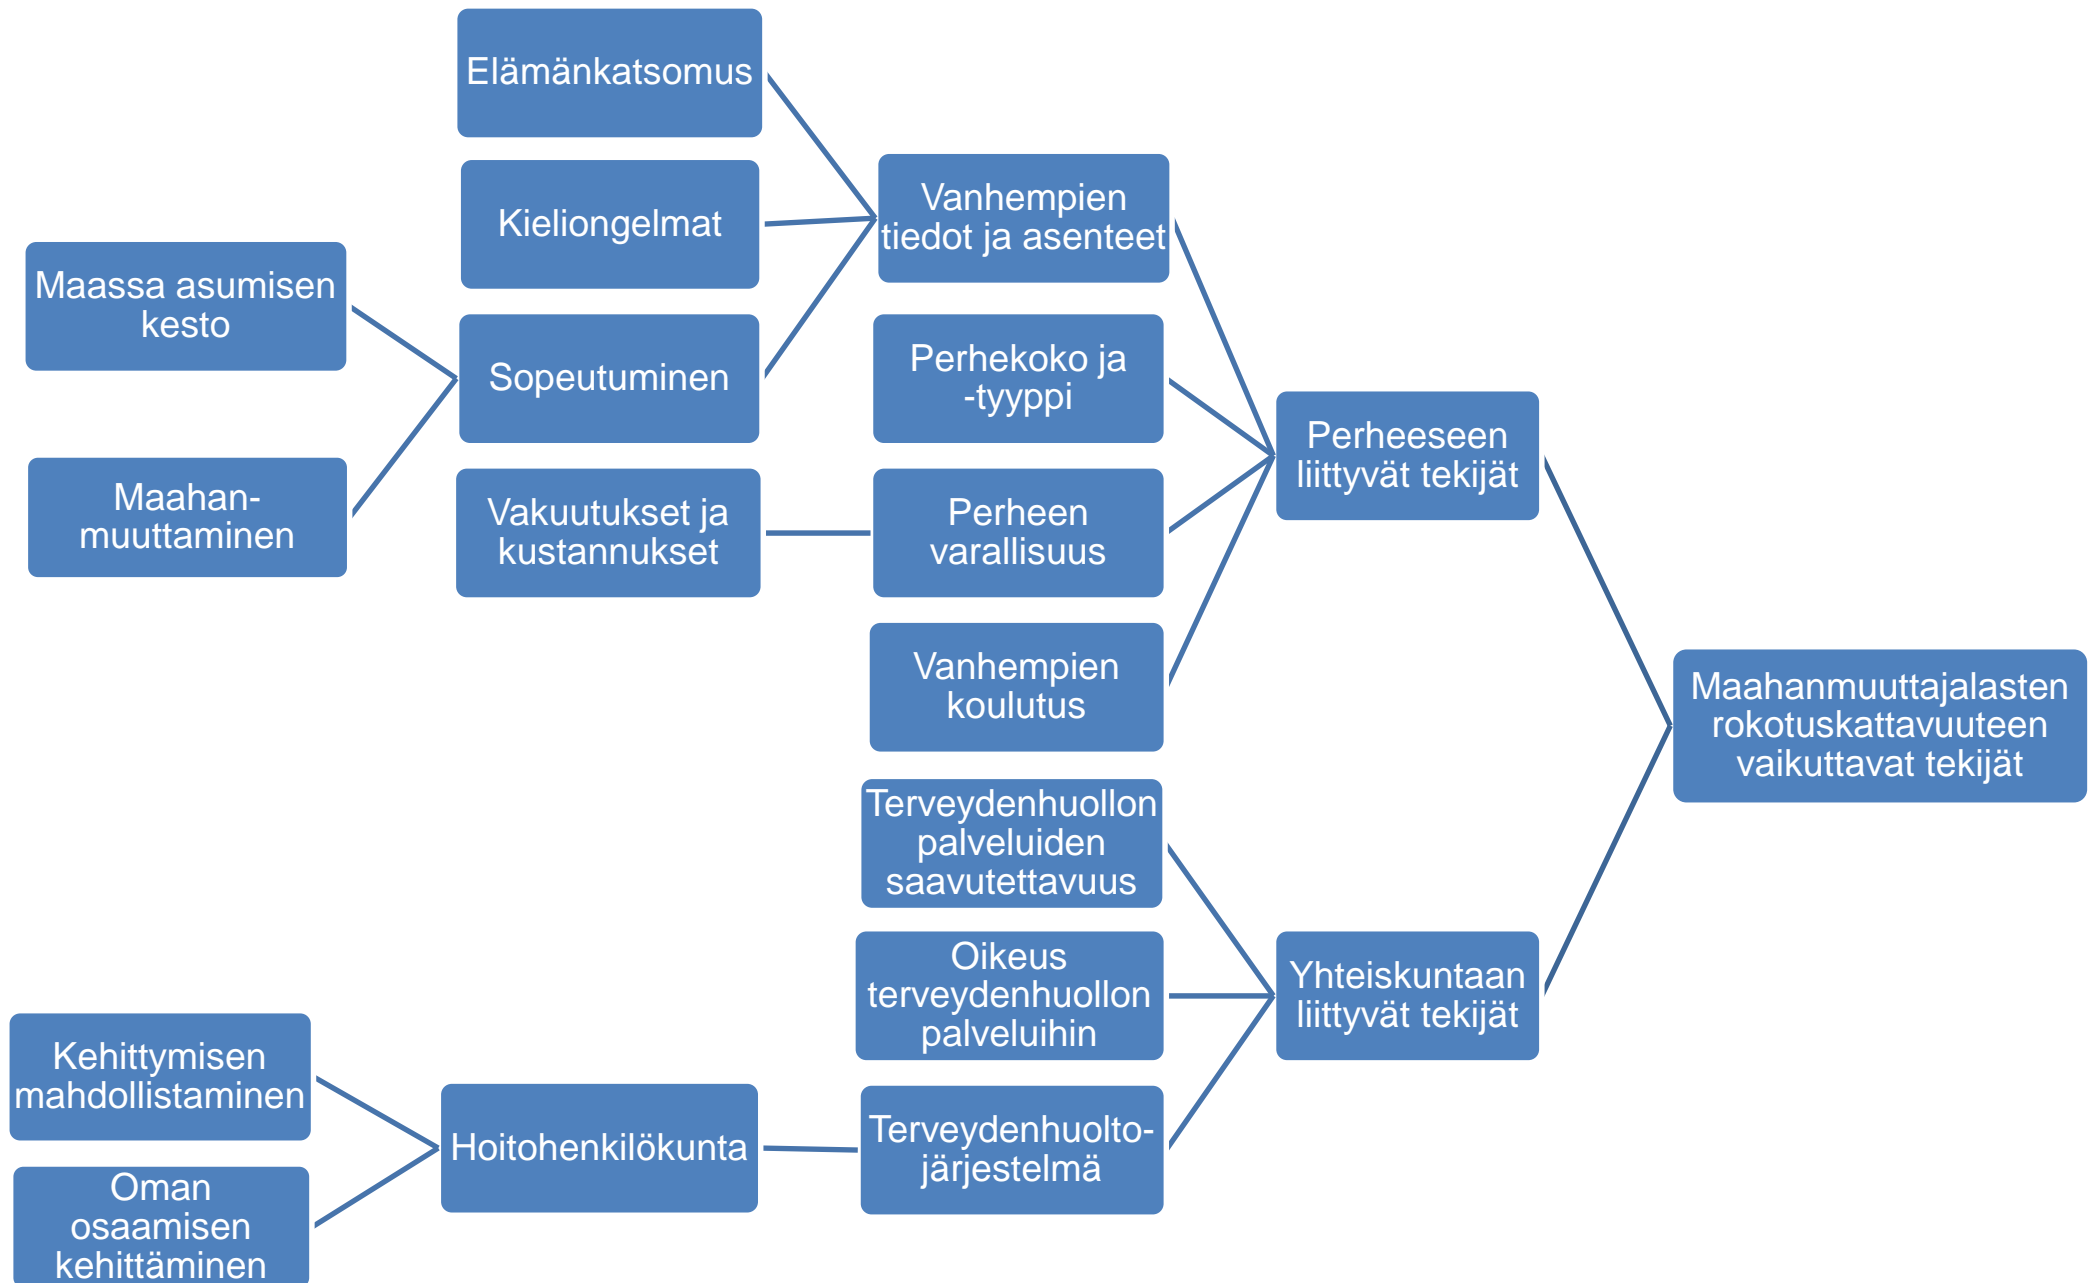 Elämänkatsomus
Kieliongelmat
Maassa asumisen
kesto
Sopeutuminen
Maahan-
muuttaminen
Vakuutukset ja
kustannukset
Vanhempien
tiedot ja asenteet
Perhekoko ja
-tyyppi
Perheen
varallisuus
Vanhempien
koulutus
Perheeseen
liittyvät tekijät
Maahanmuuttajalasten
rokotuskattavuuteen
vaikuttavat tekijät
Terveydenhuollon
palveluiden
saavutettavuus
Oikeus
terveydenhuollon
palveluihin
Yhteiskuntaan
liittyvät tekijät
Terveydenhuolto-
järjestelmä
Hoitohenkilökunta
Kehittymisen
mahdollistaminen
Oman
osaamisen
kehittäminen